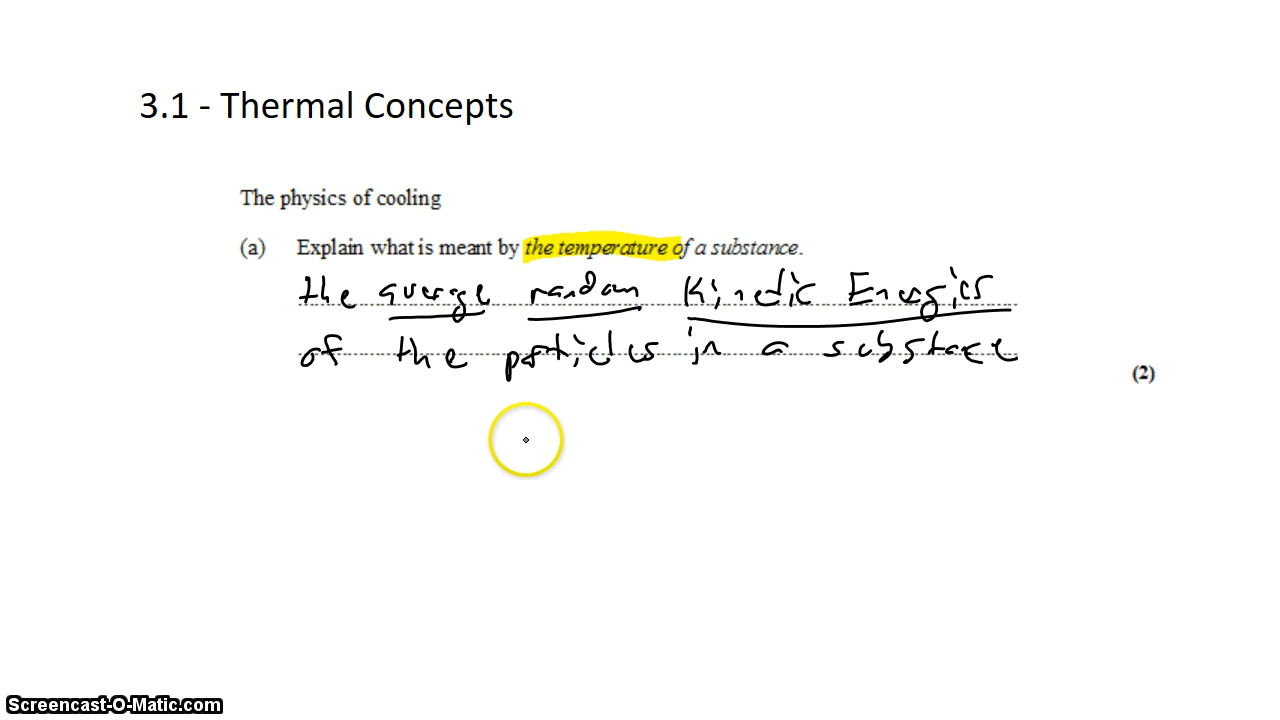 3.1 - Thermal Concepts
The physics of cooling
(a) Explain what is meant by the temperature of a substance.
the average random Kinetic Energies
of the particles in a substace
(2)
Screencast-O-Matic.com